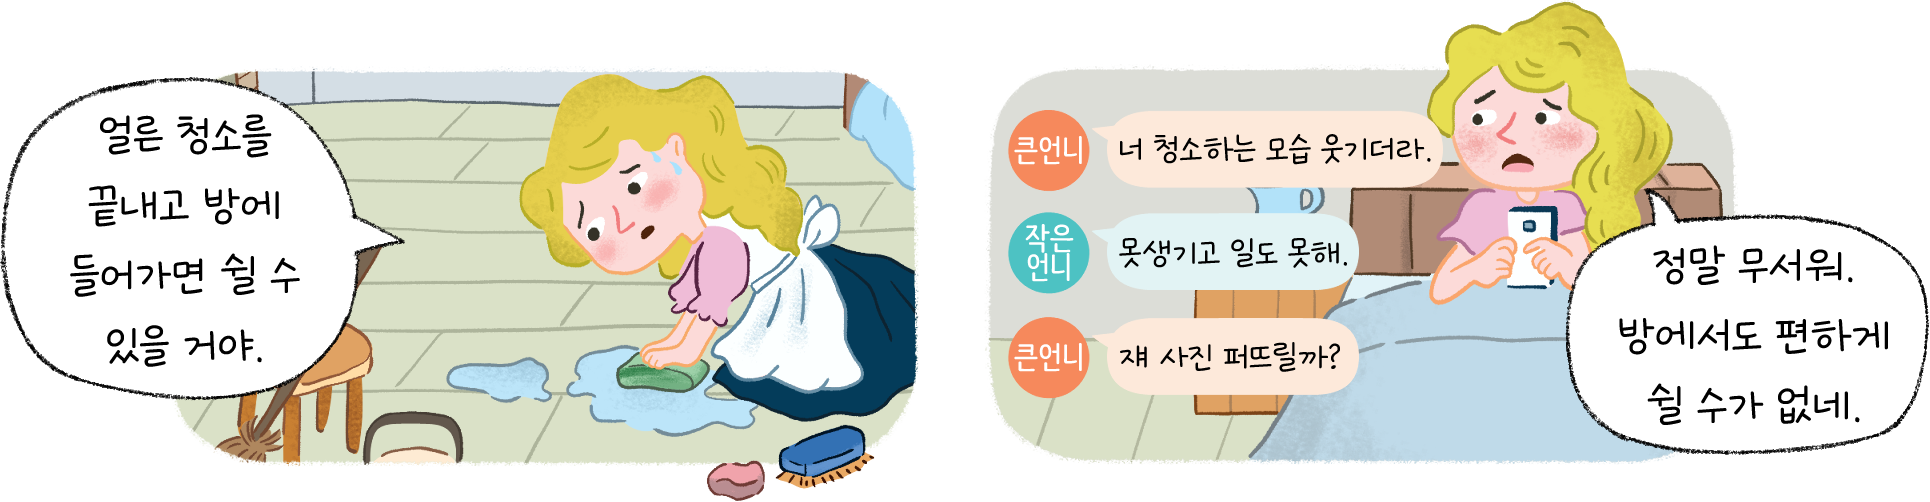 얼른 청소를
끝내고 방에
들어가면 쉴 수
있을 거야.
큰언니
너 청소하는 모습 웃기더라.
작은
언니
못생기고 일도 못해.
큰언니
쟤 사진 퍼뜨릴까?
정말 무서워.
방에서도 편하게
쉴 수가 없네.